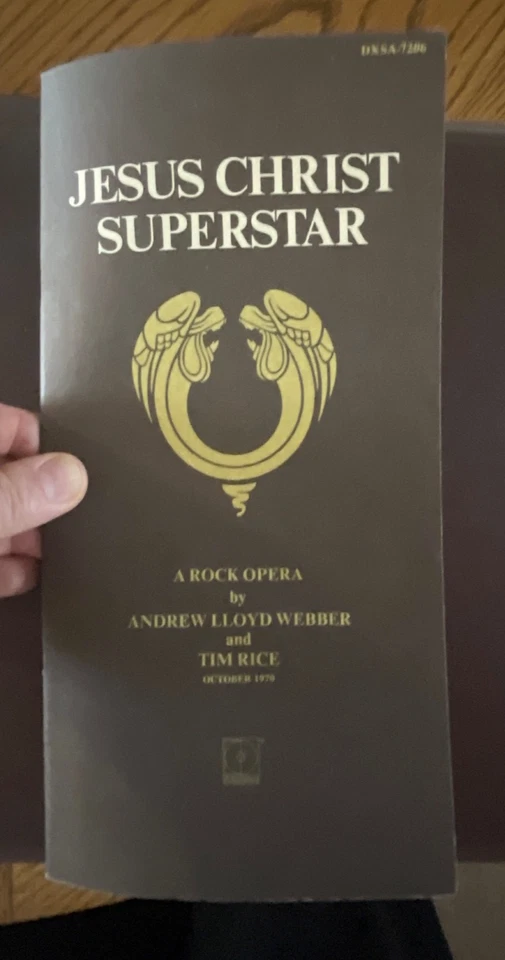 DXSA-7206
JESUS CHRIST
SUPERSTAR
A ROCK OPERA
by
ANDREW LLOYD WEBBER
and
TIM RICE
OCTOBER 1970